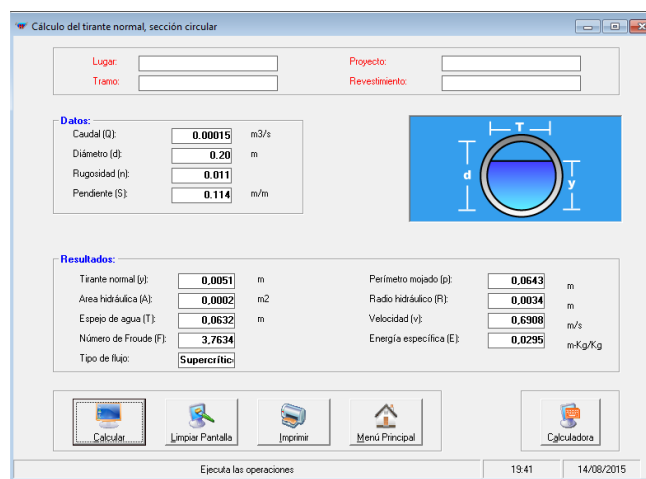 Cálculo del tirante normal, sección circular
Lugar:
Proyecto:
Tramo:
Revestimiento:
Datos:
Caudal (Q): 0.00015 m3/s
Diámetro (d): 0.20 m
Rugosidad (n): 0.011
Pendiente (S): 0.114 m/m
T
d
y
Resultados:
Tirante normal (y): 0,0051 m
Perímetro mojado (p): 0,0643 m
Area hidráulica (A): 0,0002 m2
Radio hidráulico (R): 0,0034 m
Espejo de agua (T): 0,0632 m
Velocidad (v): 0,6908 m/s
Número de Froude (F): 3,7634
Energía específica (E): 0,0295 m-Kg/Kg
Tipo de flujo: Supercrític
Calcular
Limpiar Pantalla
Imprimir
Menú Principal
Calculadora
Ejecuta las operaciones
19:41
14/08/2015